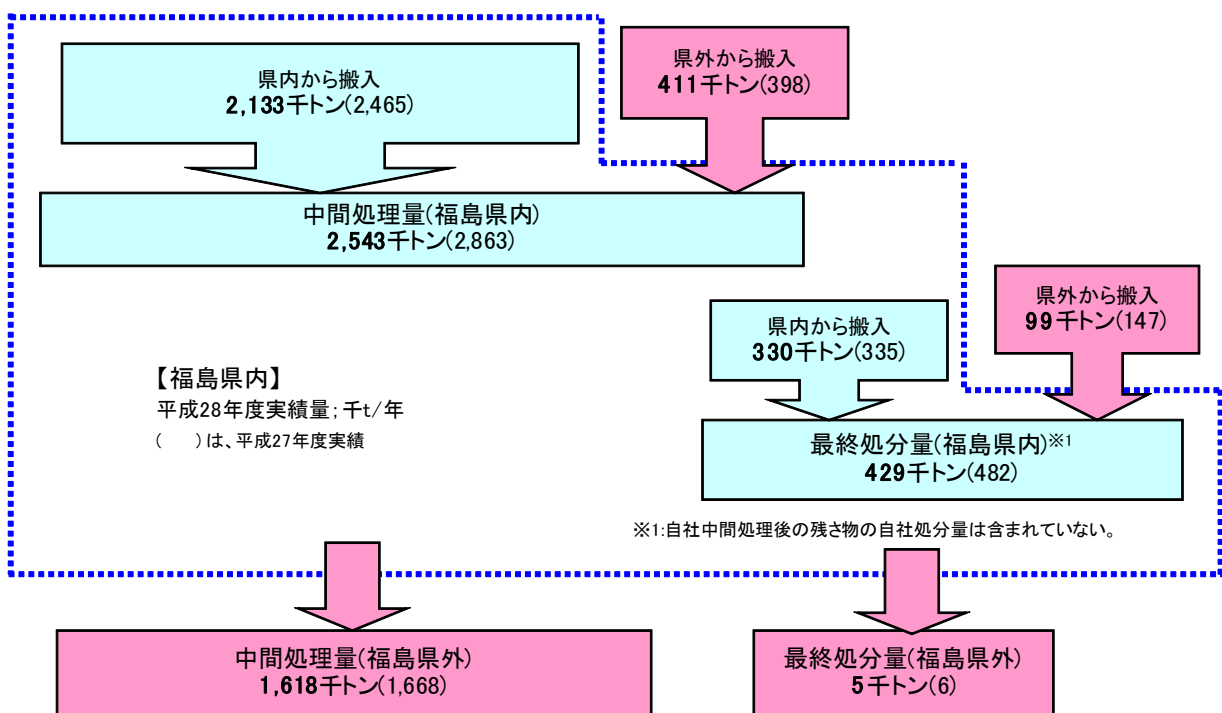 県内から搬入
2,133千トン(2,465)
県外から搬入
411千トン(398)
中間処理量(福島県内)
2,543千トン(2,863)
県外から搬入
99千トン(147)
県内から搬入
330千トン(335)
【福島県内】
平成28年度実績量;千t/年
(　　)は、平成27年度実績
最終処分量(福島県内)※1
429千トン(482)
※1:自社中間処理後の残さ物の自社処分量は含まれていない。
中間処理量(福島県外)
1,618千トン(1,668)
最終処分量(福島県外)
5千トン(6)